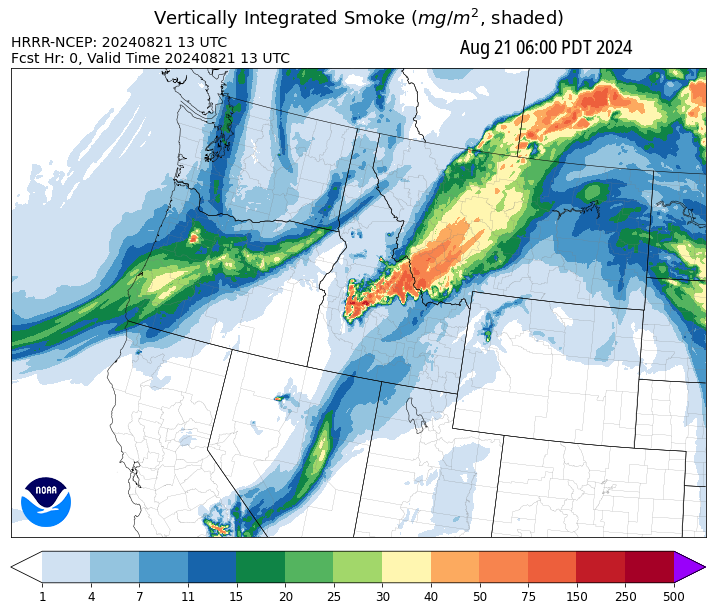 Vertically Integrated Smoke (mg/m², shaded)
HRRR-NCEP: 20240821 13 UTC
Fcst Hr: 0, Valid Time 20240821 13 UTC
Aug 21 06:00 PDT 2024
NOAA
1 4 7 11 15 20 25 30 40 50 75 150 250 500